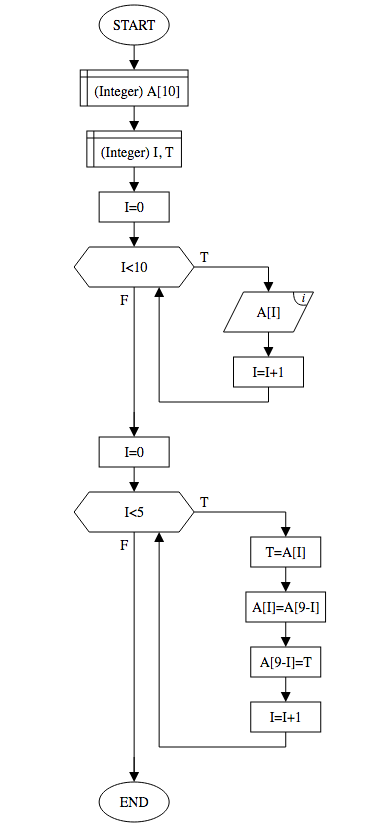 START
(Integer) A[10]
(Integer) I, T
I=0
I<10
T
F
A[I]
i
I=I+1
I=0
I<5
T
F
T=A[I]
A[I]=A[9-I]
A[9-I]=T
I=I+1
END